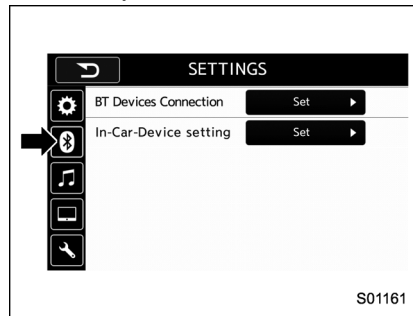 SETTINGS
BT Devices Connection Set
In-Car-Device setting Set
S01161